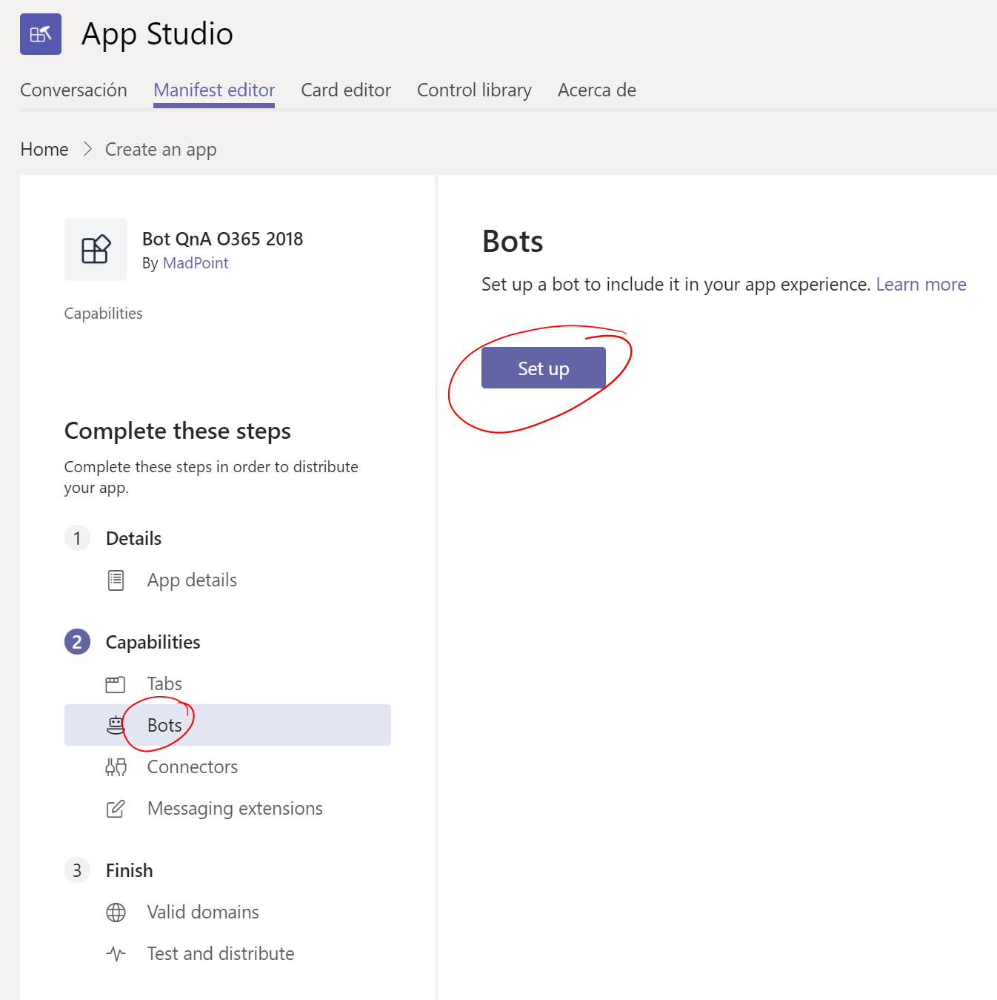 App Studio
Conversación
Manifest editor
Card editor
Control library
Acerca de
Home
Create an app
Bot QnA O365 2018
By MadPoint
Capabilities
Complete these steps
Complete these steps in order to distribute
your app.
1 Details
App details
2 Capabilities
Tabs
Bots
Connectors
Messaging extensions
3 Finish
Valid domains
Test and distribute
Bots
Set up a bot to include it in your app experience. Learn more
Set up